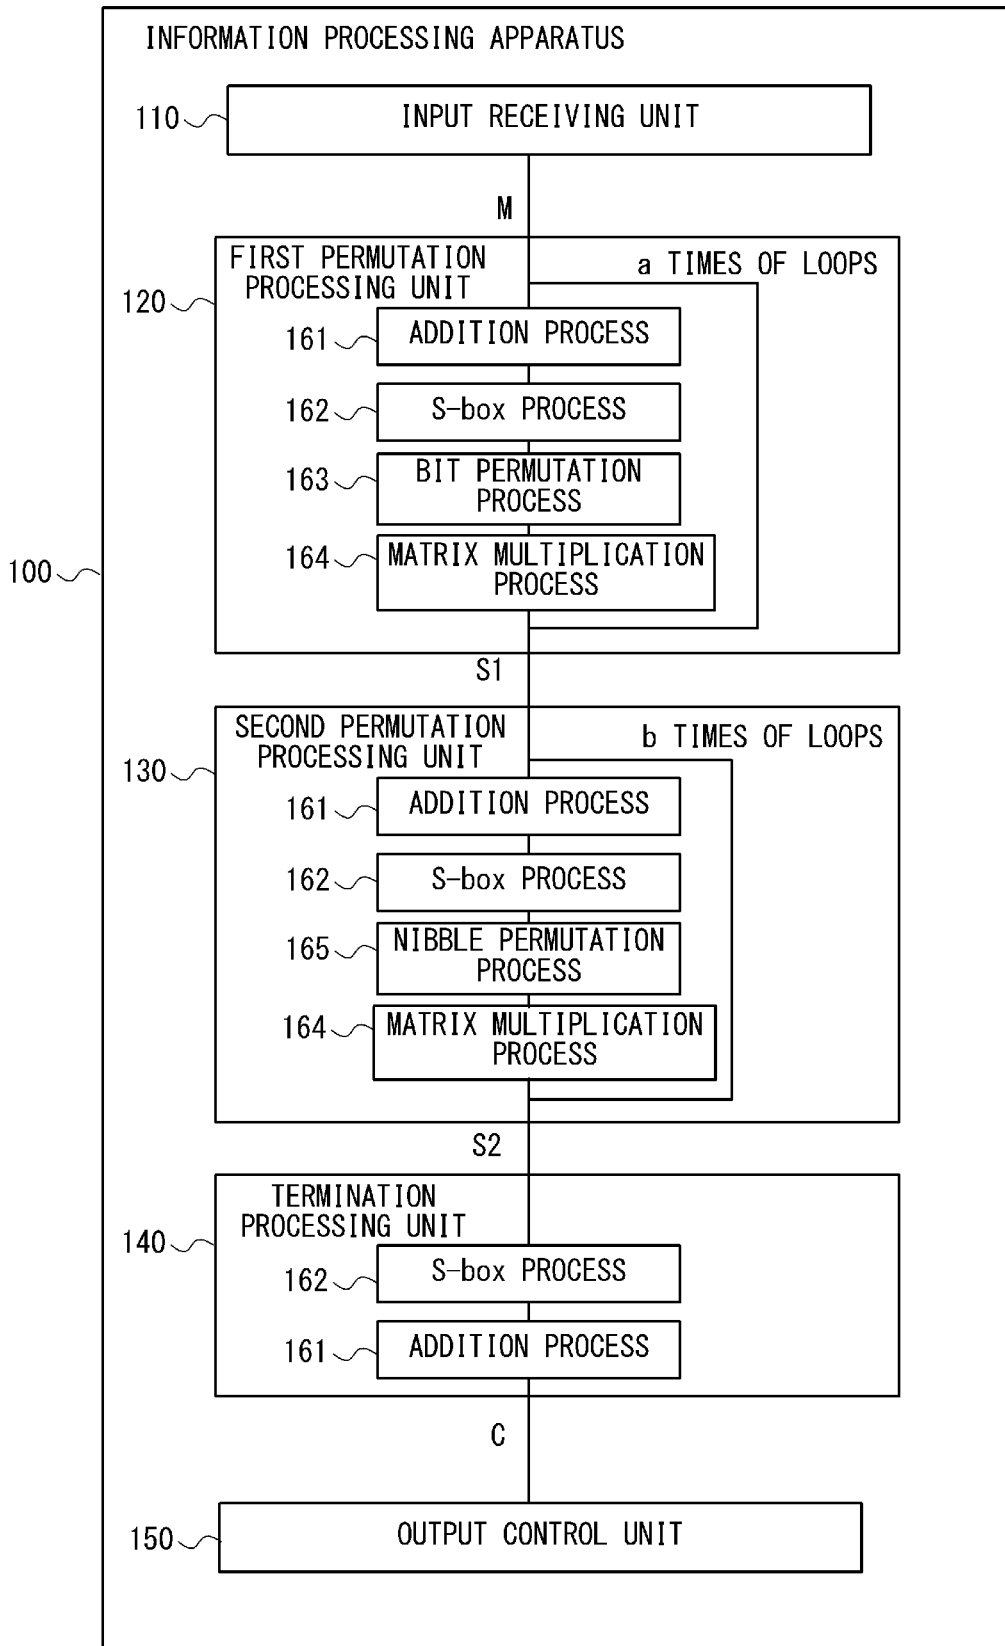 INFORMATION PROCESSING APPARATUS
110
INPUT RECEIVING UNIT
M
FIRST PERMUTATION
PROCESSING UNIT
a TIMES OF LOOPS
120
161
ADDITION PROCESS
162
S-box PROCESS
163
BIT PERMUTATION
PROCESS
164
MATRIX MULTIPLICATION
PROCESS
100
S1
SECOND PERMUTATION
PROCESSING UNIT
b TIMES OF LOOPS
130
161
ADDITION PROCESS
162
S-box PROCESS
165
NIBBLE PERMUTATION
PROCESS
164
MATRIX MULTIPLICATION
PROCESS
S2
TERMINATION
PROCESSING UNIT
140
162
S-box PROCESS
161
ADDITION PROCESS
C
150
OUTPUT CONTROL UNIT